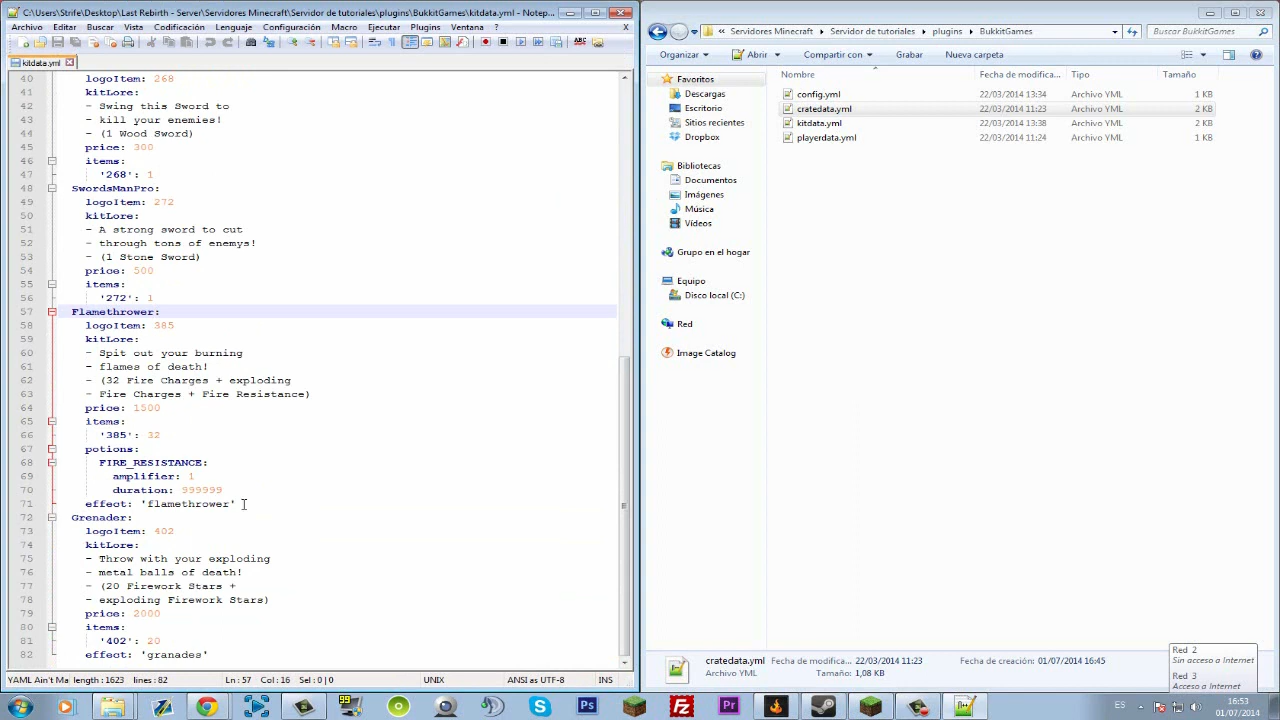 C:\Users\Strife\Desktop\Last Rebirth - Server\Servidores Minecraft\Servidor de tutoriales\plugins\BukkitGames\kitdata.yml - Notep...
Archivo Editar Buscar Vista Codificación Lenguaje Configuración Macro Ejecutar Plugins Ventana ?
kitdata.yml
40 logoItem: 268
41 kitLore:
42 - Swing this Sword to
43 - kill your enemies!
44 - (1 Wood Sword)
45 price: 300
46 items:
47 '268': 1
48 SwordsManPro:
49 logoItem: 272
50 kitLore:
51 - A strong sword to cut
52 - through tons of enemys!
53 - (1 Stone Sword)
54 price: 500
55 items:
56 '272': 1
57 Flamethrower:
58 logoItem: 385
59 kitLore:
60 - Spit out your burning
61 - flames of death!
62 - (32 Fire Charges + exploding
63 - Fire Charges + Fire Resistance)
64 price: 1500
65 items:
66 '385': 32
67 potions:
68 FIRE_RESISTANCE:
69 amplifier: 1
70 duration: 999999
71 effect: 'flamethrower'
72 Grenader:
73 logoItem: 402
74 kitLore:
75 - Throw with your exploding
76 - metal balls of death!
77 - (20 Firework Stars +
78 - exploding Firework Stars)
79 price: 2000
80 items:
81 '402': 20
82 effect: 'granades'
YAML Ain't Ma length : 1623 lines : 82 Ln : 57 Col : 16 Sel : 0 | 0 UNIX ANSI as UTF-8 INS
Servidores Minecraft Servidor de tutoriales plugins BukkitGames Buscar BukkitGames
Organizar Abrir Compartir con Grabar Nueva carpeta
Nombre Fecha de modifica... Tipo Tamaño
config.yml 22/03/2014 13:34 Archivo YML 1 KB
cratedata.yml 22/03/2014 11:23 Archivo YML 2 KB
kitdata.yml 22/03/2014 13:38 Archivo YML 2 KB
playerdata.yml 22/03/2014 11:24 Archivo YML 1 KB
Favoritos
Descargas
Escritorio
Sitios recientes
Dropbox
Bibliotecas
Documentos
Imágenes
Música
Vídeos
Grupo en el hogar
Equipo
Disco local (C:)
Red
Image Catalog
cratedata.yml Fecha de modifica... 22/03/2014 11:23 Fecha de creación: 01/07/2014 16:45
Archivo YML Tamaño: 1,08 KB
Red 2
Sin acceso a Internet
Red 3
Acceso a Internet
99
Ps
Pr
FZ
ES
16:53
01/07/2014